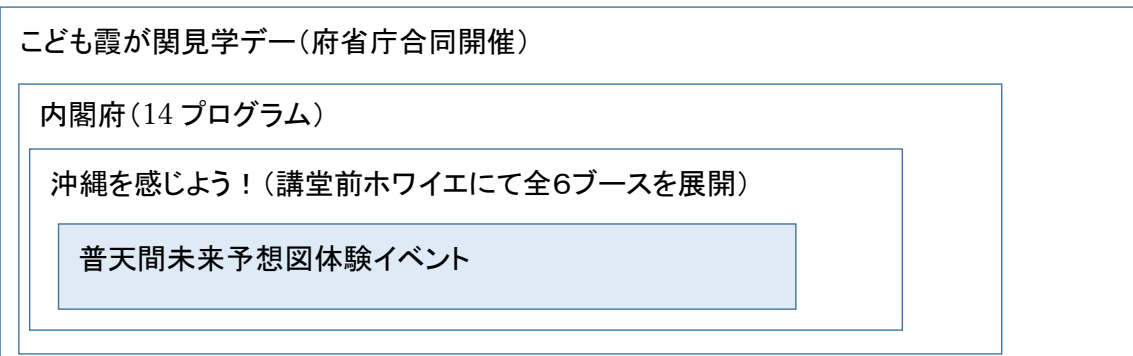 こども霞が関見学デー（府省庁合同開催）
内閣府（14 プログラム）
沖縄を感じよう！（講堂前ホワイエにて全６ブースを展開）
普天間未来予想図体験イベント